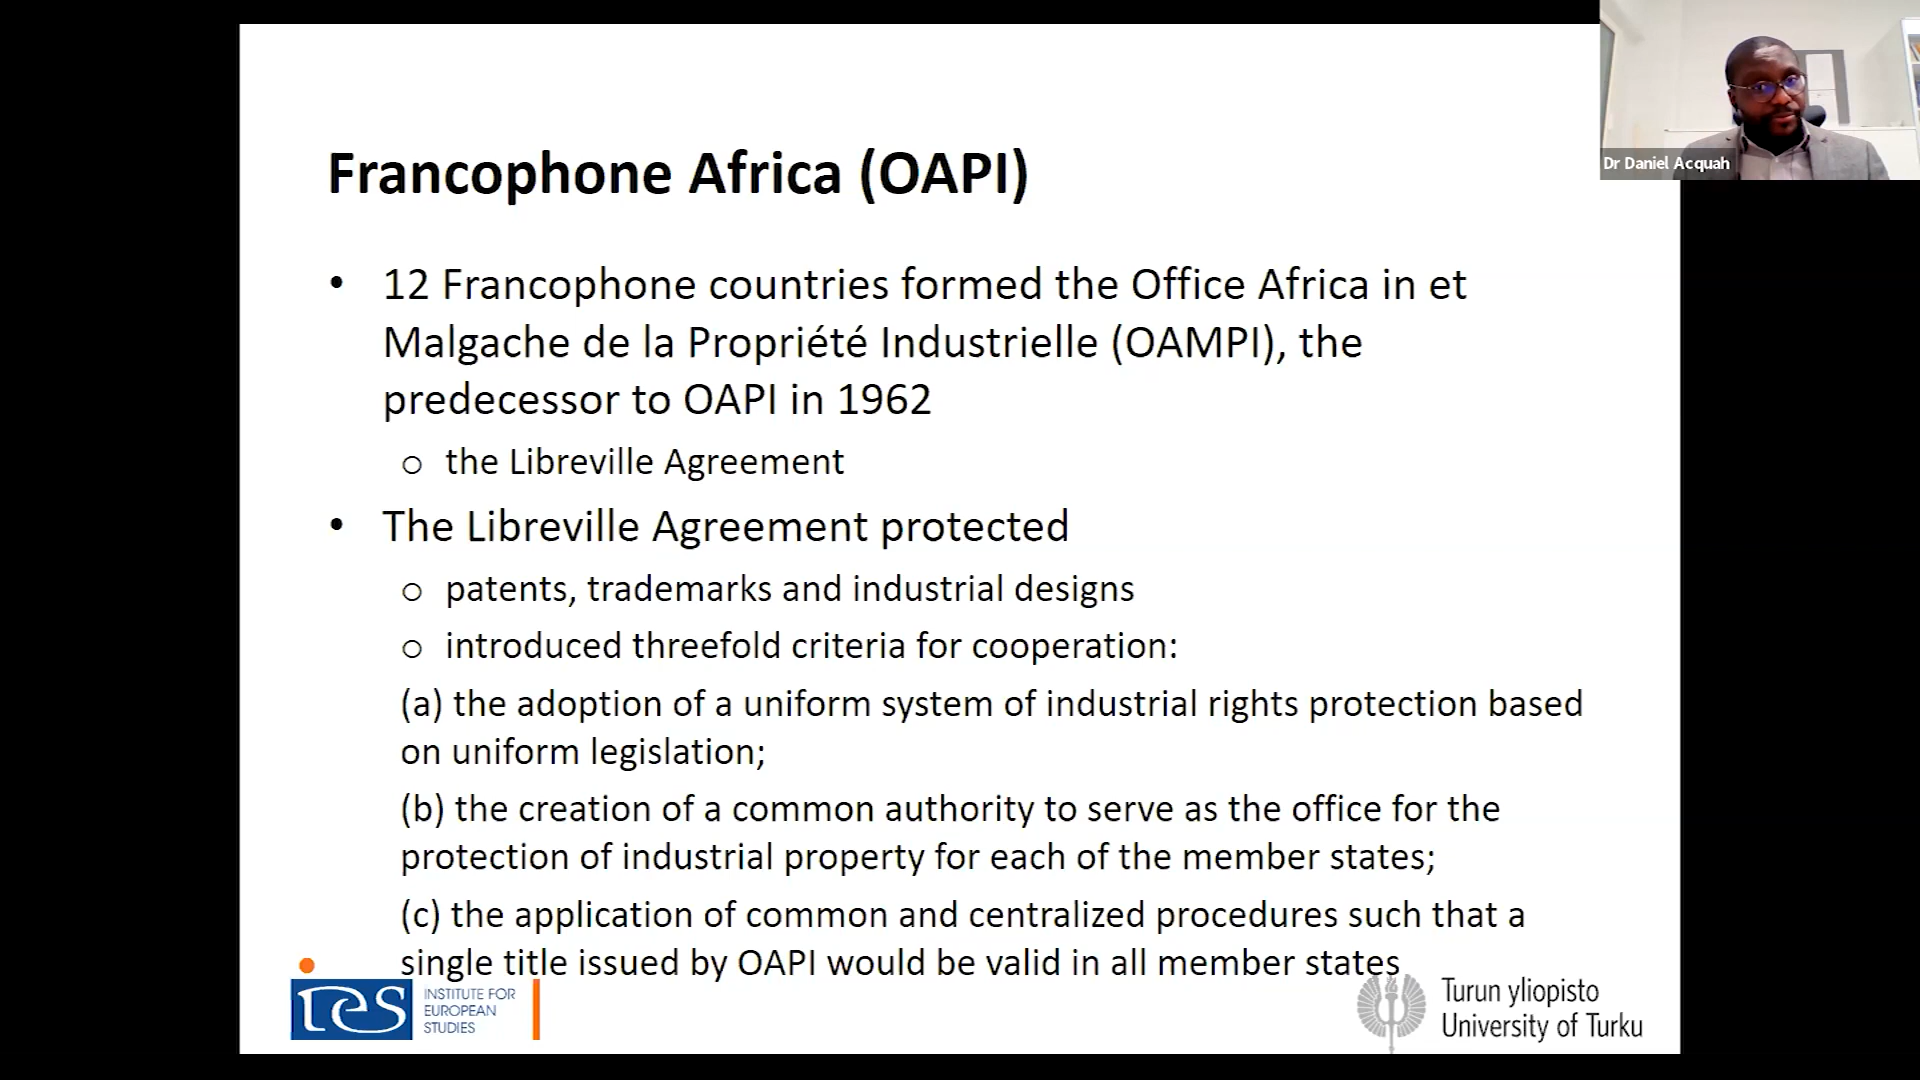 Dr Daniel Acquah
Francophone Africa (OAPI)
• 12 Francophone countries formed the Office Africa in et
Malgache de la Propriété Industrielle (OAMPI), the
predecessor to OAPI in 1962
o the Libreville Agreement
• The Libreville Agreement protected
o patents, trademarks and industrial designs
o introduced threefold criteria for cooperation:
(a) the adoption of a uniform system of industrial rights protection based
on uniform legislation;
(b) the creation of a common authority to serve as the office for the
protection of industrial property for each of the member states;
(c) the application of common and centralized procedures such that a
single title issued by OAPI would be valid in all member states
ies
INSTITUTE FOR
EUROPEAN
STUDIES
Turun yliopisto
University of Turku